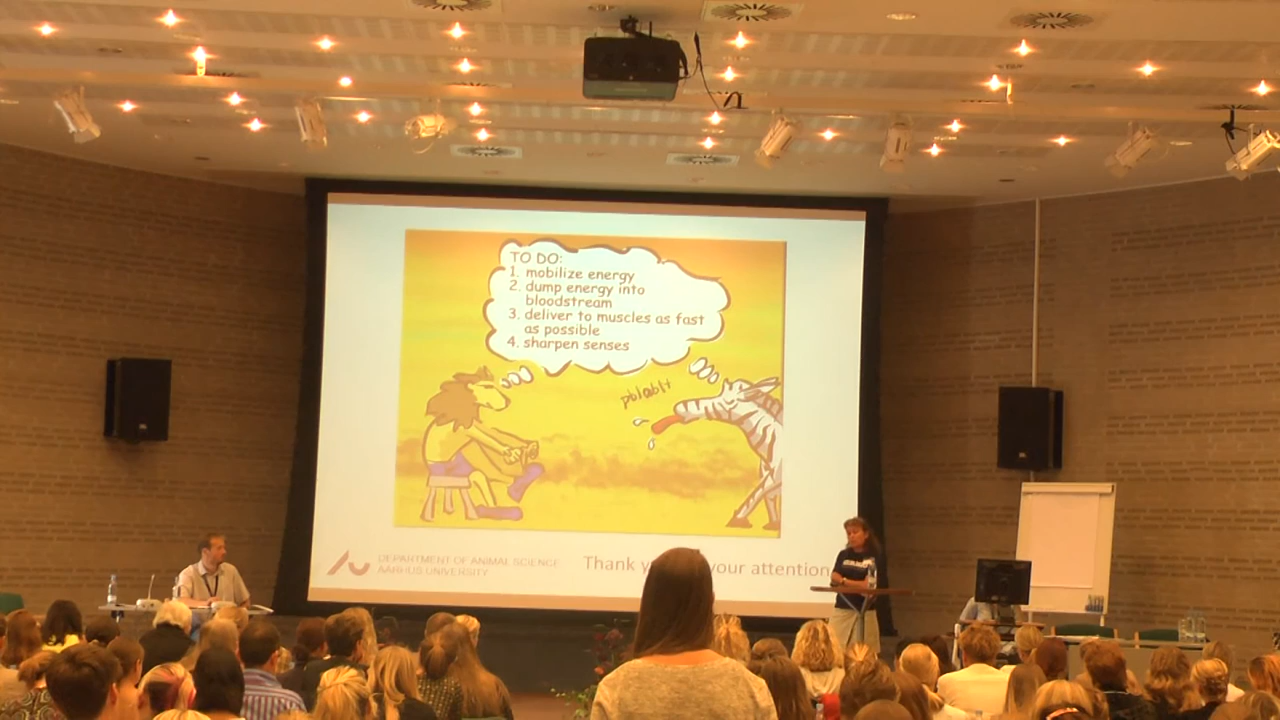 TO DO:
1. mobilize energy
2. dump energy into
bloodstream
3. deliver to muscles as fast
as possible
4. sharpen senses
pblablt
DEPARTMENT OF ANIMAL SCIENCE
AARHUS UNIVERSITY
Thank your attention